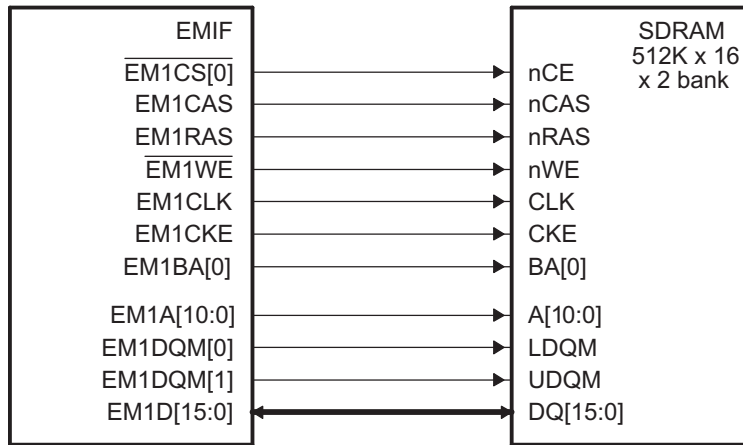 EMIF
EM1CS[0]
EM1CAS
EM1RAS
EM1WE
EM1CLK
EM1CKE
EM1BA[0]
EM1A[10:0]
EM1DQM[0]
EM1DQM[1]
EM1D[15:0]
SDRAM
512K x 16
x 2 bank
nCE
nCAS
nRAS
nWE
CLK
CKE
BA[0]
A[10:0]
LDQM
UDQM
DQ[15:0]